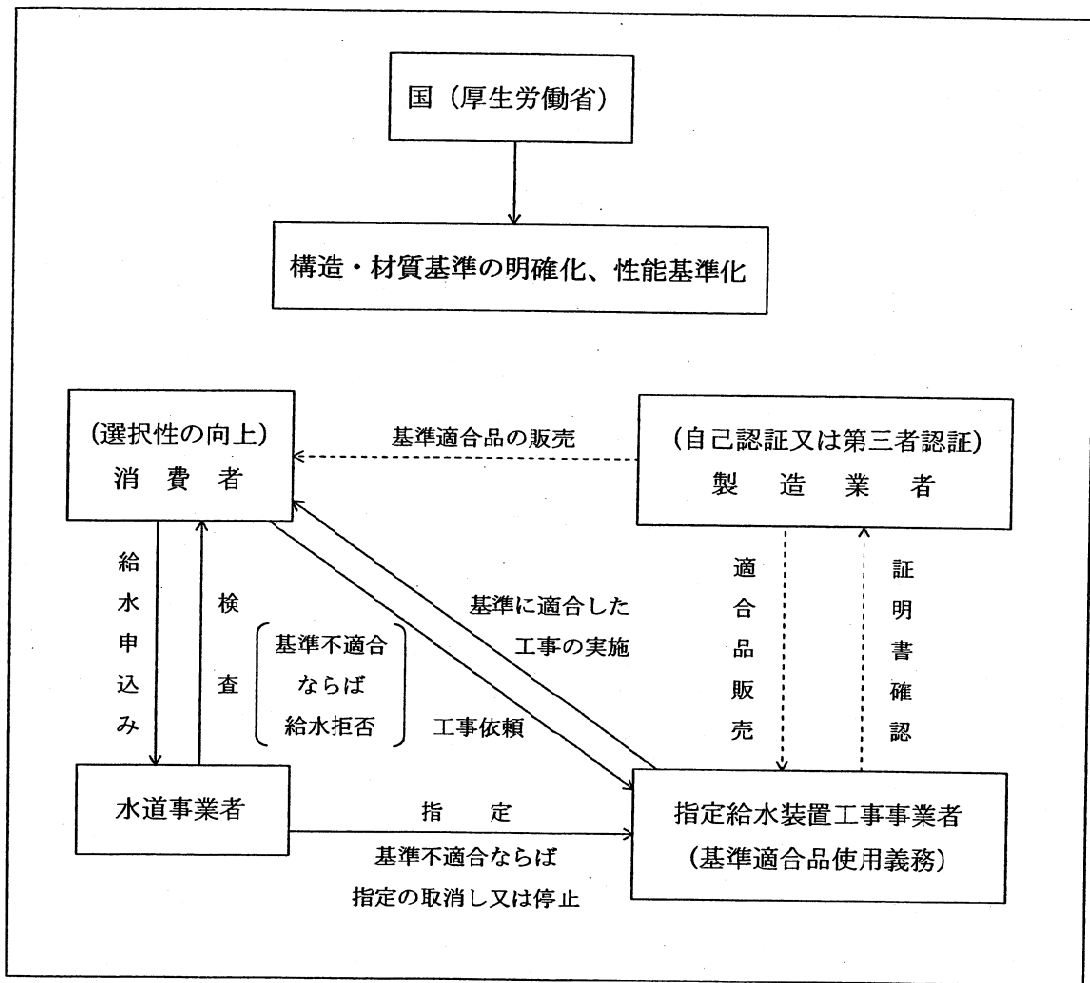 国（厚生労働省）
構造・材質基準の明確化、性能基準化
(選択性の向上)
消費者
基準適合品の販売
(自己認証又は第三者認証)
製造業者
給水申込み
検査
基準不適合
ならば
給水拒否
基準に適合した
工事の実施
工事依頼
適合品販売
証明書確認
水道事業者
指定
基準不適合ならば
指定の取消し又は停止
指定給水装置工事事業者
(基準適合品使用義務)